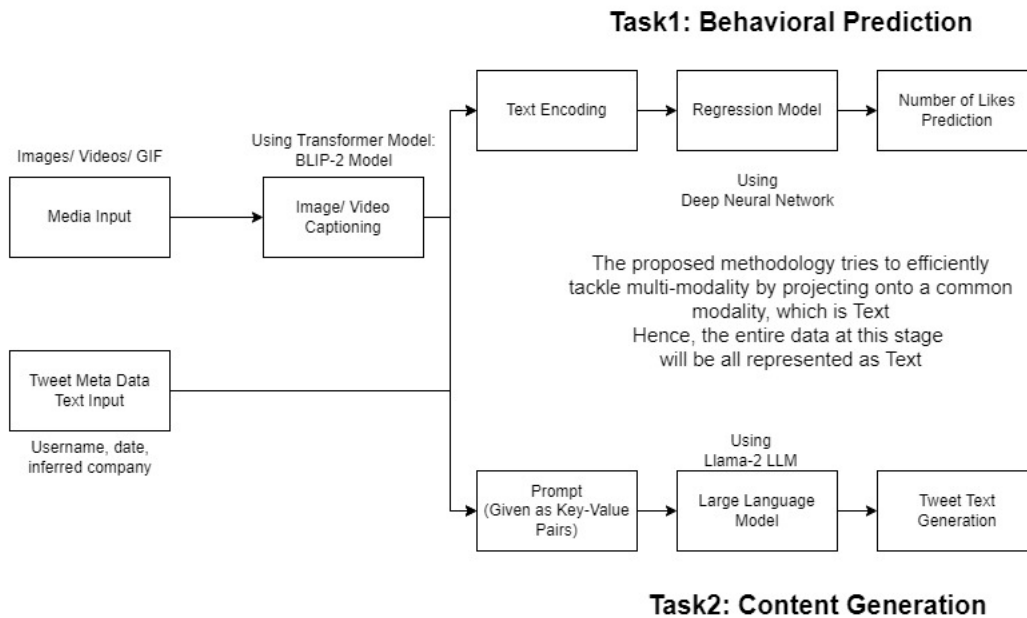 Task1: Behavioral Prediction
Text Encoding
Regression Model
Number of Likes
Prediction
Using
Deep Neural Network
Images/ Videos/ GIF
Media Input
Using Transformer Model:
BLIP-2 Model
Image/ Video
Captioning
The proposed methodology tries to efficiently
tackle multi-modality by projecting onto a common
modality, which is Text
Hence, the entire data at this stage
will be all represented as Text
Tweet Meta Data
Text Input
Username, date,
inferred company
Prompt
(Given as Key-Value
Pairs)
Using
Llama-2 LLM
Large Language
Model
Tweet Text
Generation
Task2: Content Generation